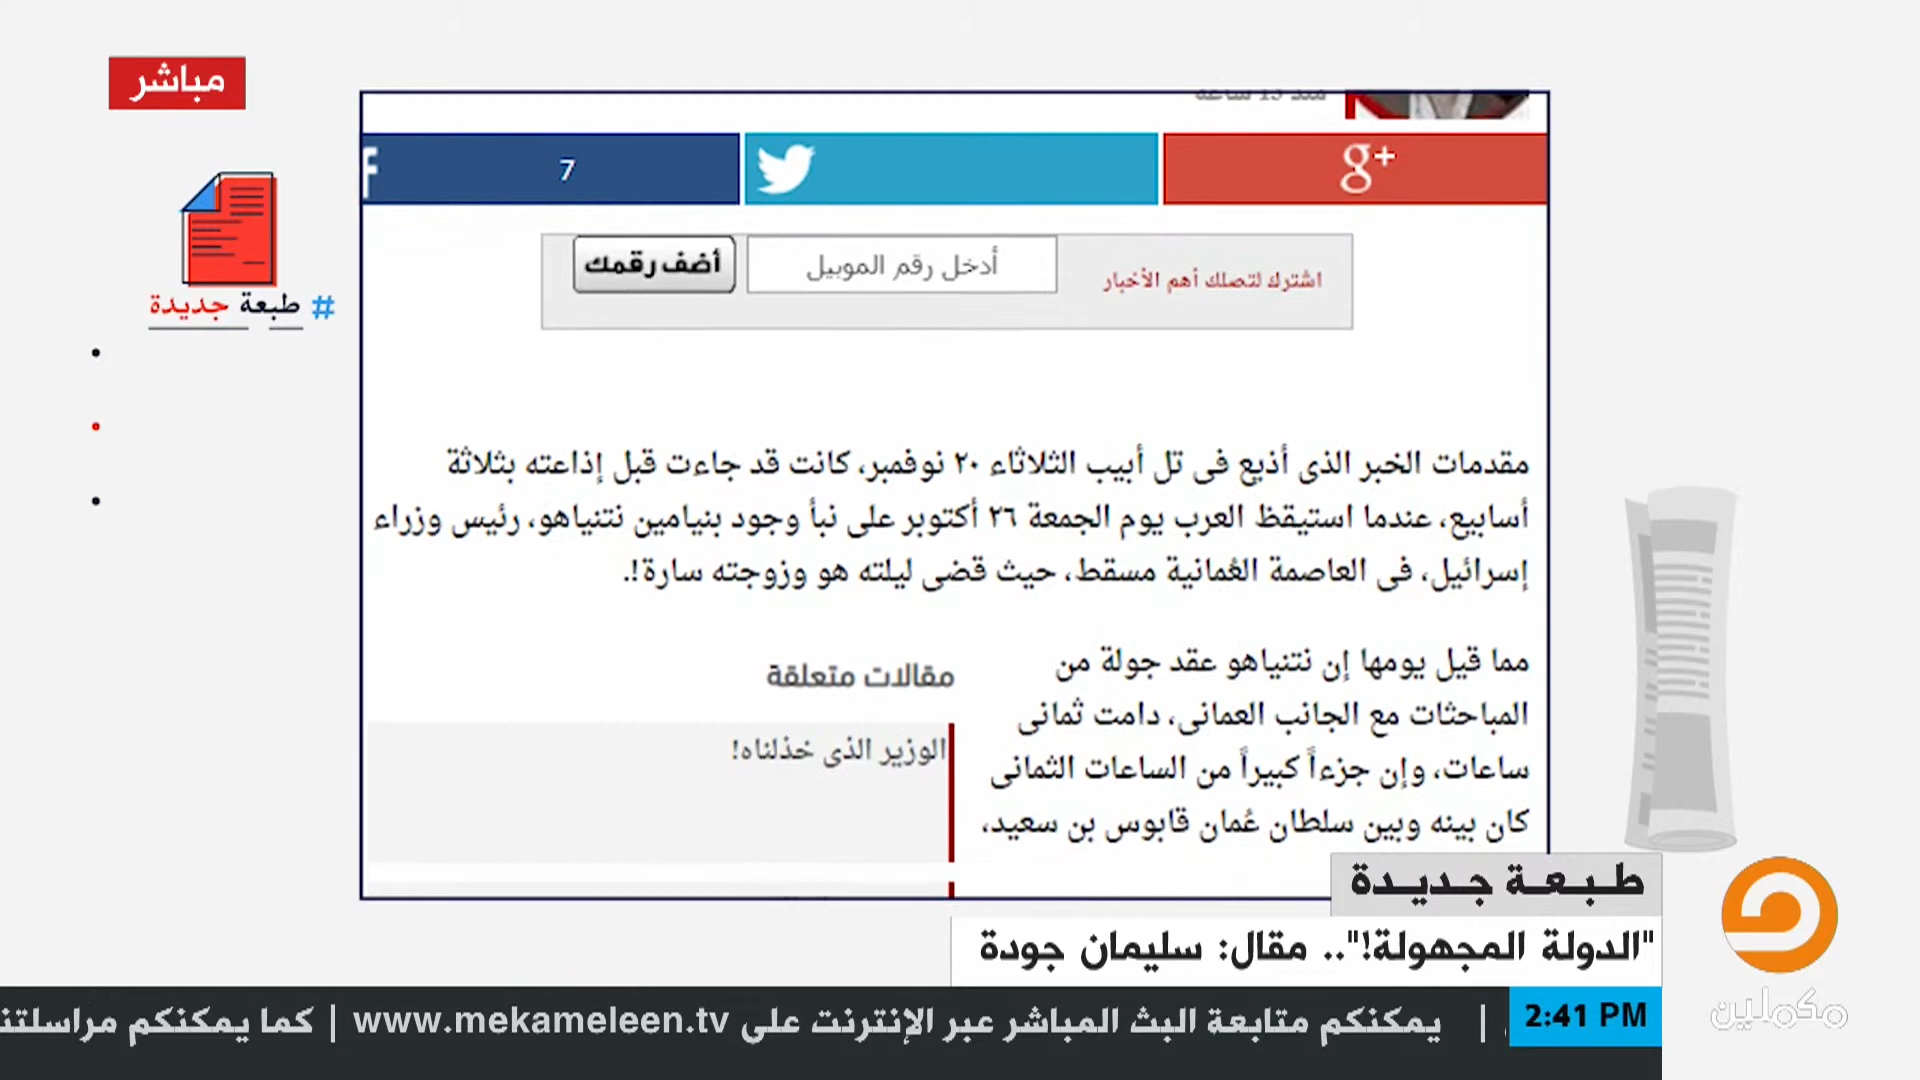 مباشر
منذ 13 ساعة
7
g+
اشترك لتصلك أهم الأخبار
أدخل رقم الموبيل
أضف رقمك
# طبعة جديدة
مقدمات الخبر الذى أذيع فى تل أبيب الثلاثاء ٢٠ نوفمبر، كانت قد جاءت قبل إذاعته بثلاثة
أسابيع، عندما استيقظ العرب يوم الجمعة ٢٦ أكتوبر على نبأ وجود بنيامين نتنياهو، رئيس وزراء
إسرائيل، فى العاصمة العُمانية مسقط، حيث قضى ليلته هو وزوجته سارة!.
مما قيل يومها إن نتنياهو عقد جولة من
المباحثات مع الجانب العمانى، دامت ثمانى
ساعات، وإن جزءاً كبيراً من الساعات الثمانى
كان بينه وبين سلطان عُمان قابوس بن سعيد،
مقالات متعلقة
الوزير الذى خذلناه!
طبعة جديدة
"الدولة المجهولة!".. مقال: سليمان جودة
2:41 PM
| يمكنكم متابعة البث المباشر عبر الإنترنت على www.mekameleen.tv | كما يمكنكم مراسلتنا
مكملين